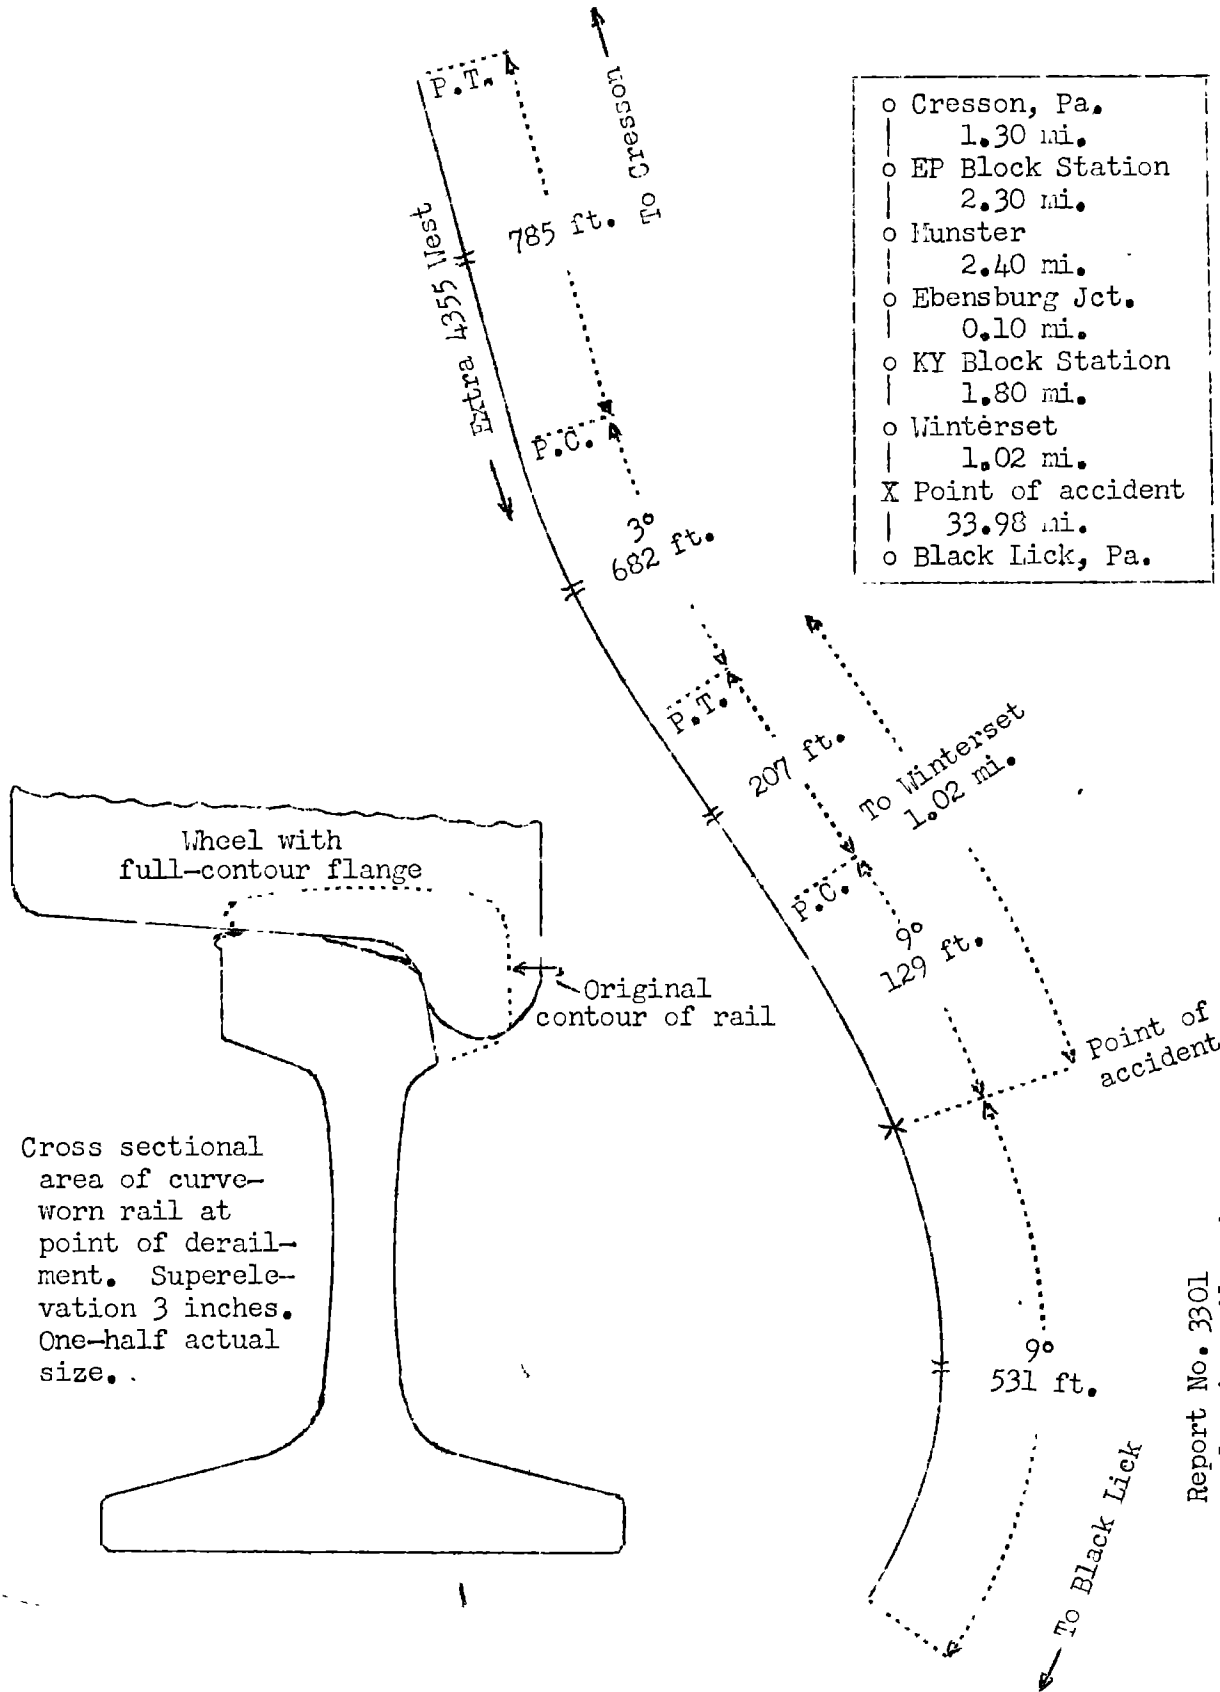 To Cresson
P.T.
785 ft.
Extra 4355 West
P.C.
3°
682 ft.
P.T.
207 ft.
To Winterset
1.02 mi.
P.C.
9°
129 ft.
Point of
accident
9°
531 ft.
To Black Lick
o Cresson, Pa.
1.30 mi.
o EP Block Station
2.30 mi.
o Munster
2.40 mi.
o Ebensburg Jct.
0.10 mi.
o KY Block Station
1.80 mi.
o Winterset
1.02 mi.
X Point of accident
33.98 mi.
o Black Lick, Pa.
Wheel with
full-contour flange
Original
contour of rail
Cross sectional
area of curve-
worn rail at
point of derail-
ment. Superele-
vation 3 inches.
One-half actual
size.
Report No. 3301